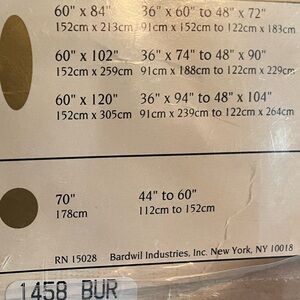 60" x 84" 36" x 60" to 48" x 72"
152cm x 213cm 91cm x 152cm to 122cm x 183cm
60" x 102" 36" x 74" to 48" x 90"
152cm x 259cm 91cm x 188cm to 122cm x 229cm
60" x 120" 36" x 94" to 48" x 104"
152cm x 305cm 91cm x 239cm to 122cm x 264cm
70" 44" to 60"
178cm 112cm to 152cm
RN 15028 Bardwil Industries, Inc. New York, NY 10018
1458 BUR